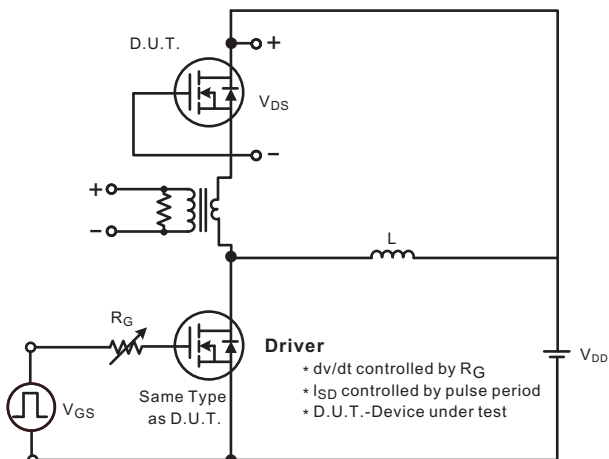 D.U.T.
+
VDS
−
+
−
L
RG
Driver
* dv/dt controlled by RG
* ISD controlled by pulse period
* D.U.T.-Device under test
VDD
VGS
Same Type
as D.U.T.